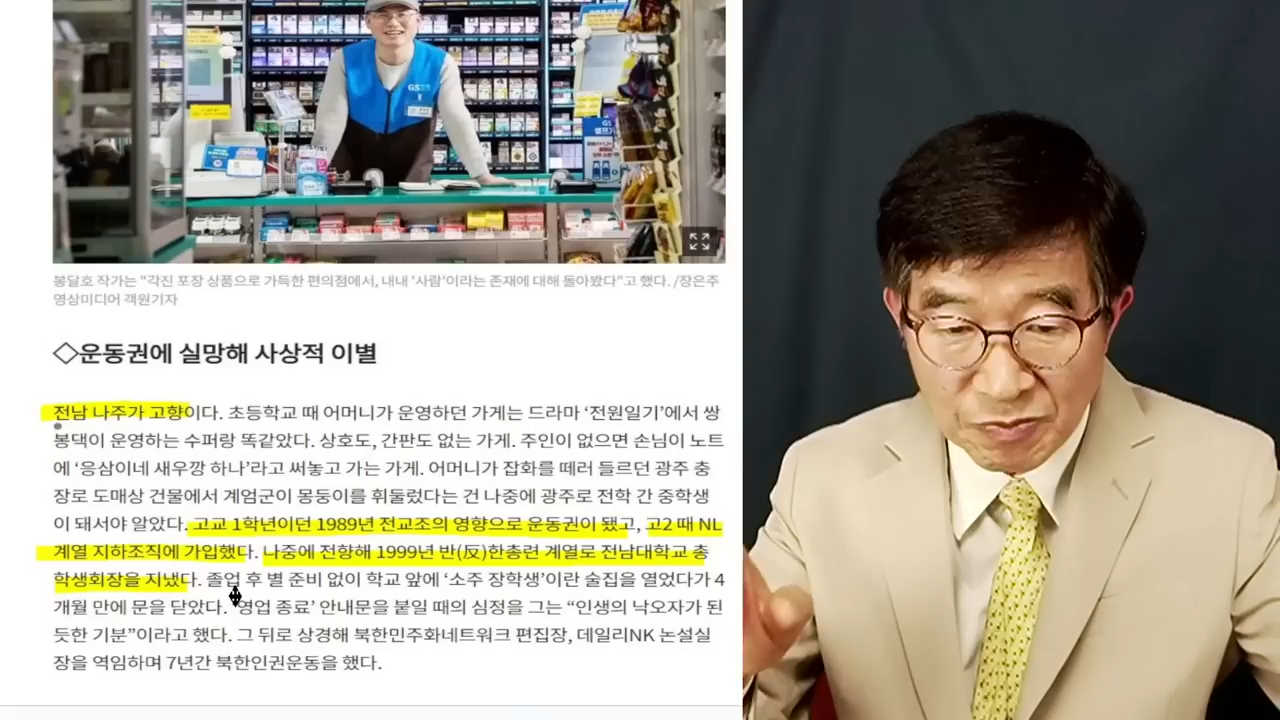 GS
봉달호 작가는 "각진 포장 상품으로 가득한 편의점에서, 내내 '사람'이라는 존재에 대해 돌아봤다"고 했다. /장은주
영상미디어 객원기자
◇운동권에 실망해 사상적 이별
전남 나주가 고향이다. 초등학교 때 어머니가 운영하던 가게는 드라마 ‘전원일기’에서 쌍
봉댁이 운영하는 수퍼랑 똑같았다. 상호도, 간판도 없는 가게. 주인이 없으면 손님이 노트
에 ‘응삼이네 새우깡 하나’라고 써놓고 가는 가게. 어머니가 잡화를 떼러 들르던 광주 충
장로 도매상 건물에서 계엄군이 몽둥이를 휘둘렀다는 건 나중에 광주로 전학 간 중학생
이 돼서야 알았다. 고교 1학년이던 1989년 전교조의 영향으로 운동권이 됐고, 고2 때 NL
계열 지하조직에 가입했다. 나중에 전향해 1999년 반(反)한총련 계열로 전남대학교 총
학생회장을 지냈다. 졸업 후 별 준비 없이 학교 앞에 ‘소주 장학생’이란 술집을 열었다가 4
개월 만에 문을 닫았다. ‘영업 종료’ 안내문을 붙일 때의 심정을 그는 “인생의 낙오자가 된
듯한 기분”이라고 했다. 그 뒤로 상경해 북한민주화네트워크 편집장, 데일리NK 논설실
장을 역임하며 7년간 북한인권운동을 했다.